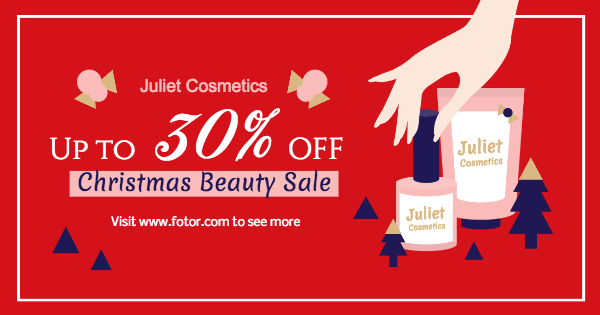 Juliet Cosmetics
UP TO 30% OFF
Christmas Beauty Sale
Visit www.fotor.com to see more
Juliet
Cosmetics
Juliet
Cosmetics